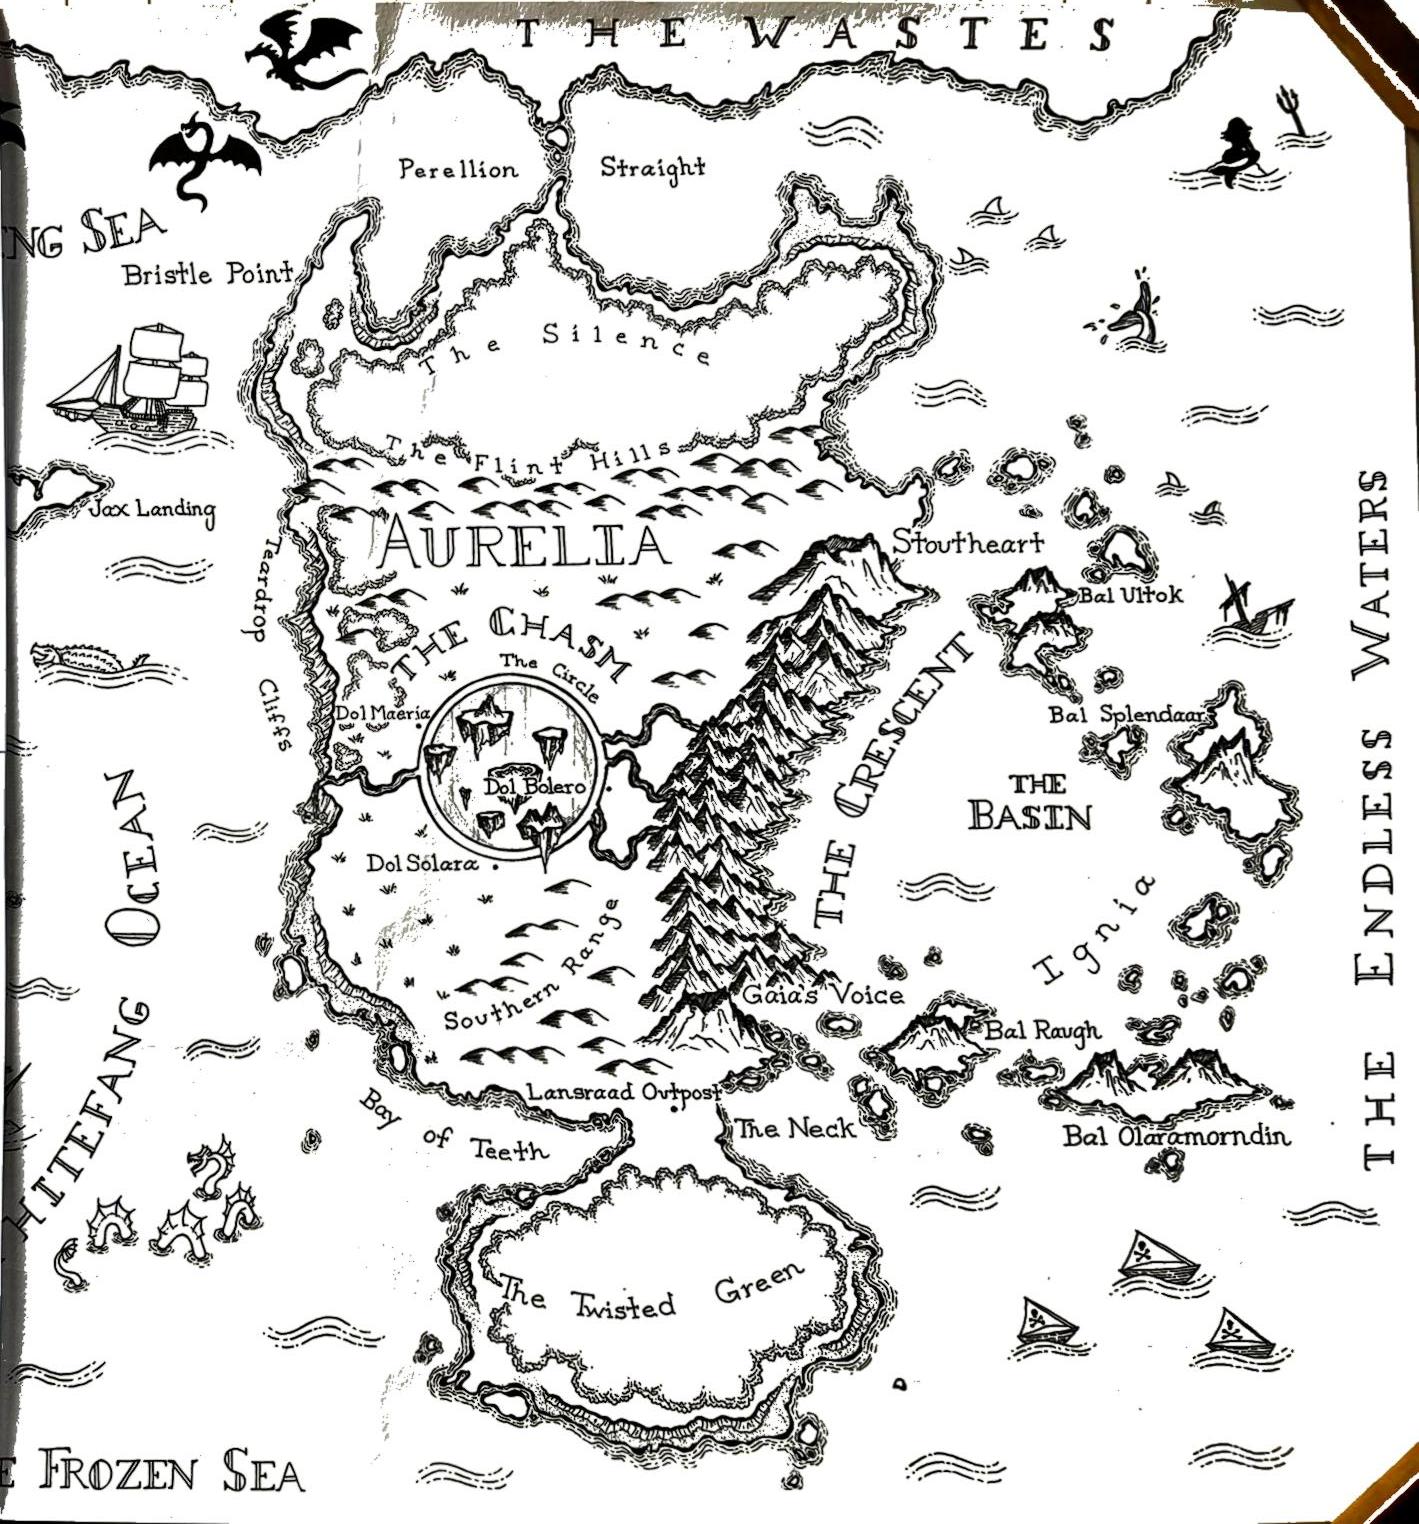 THE WASTES
Perellion Straight
NG SEA
Bristle Point
The Silence
The Flint Hills
Jax Landing
AURELIA
Stoutheart
Teardrop Cliffs
Bal Ultok
THE CHASM
The Circle
Dol Maeria
Bal Splendaar
Dol Bolero
THE
BASIN
THE CRESCENT
Dol Solara
THE ENDLESS WATERS
Ignia
Southern Range
Gaia's Voice
HITEFANG OCEAN
Bal Raugh
Lansraad Outpost
Bay of Teeth
The Neck
Bal Olaramorndin
The Twisted Green
E FROZEN SEA